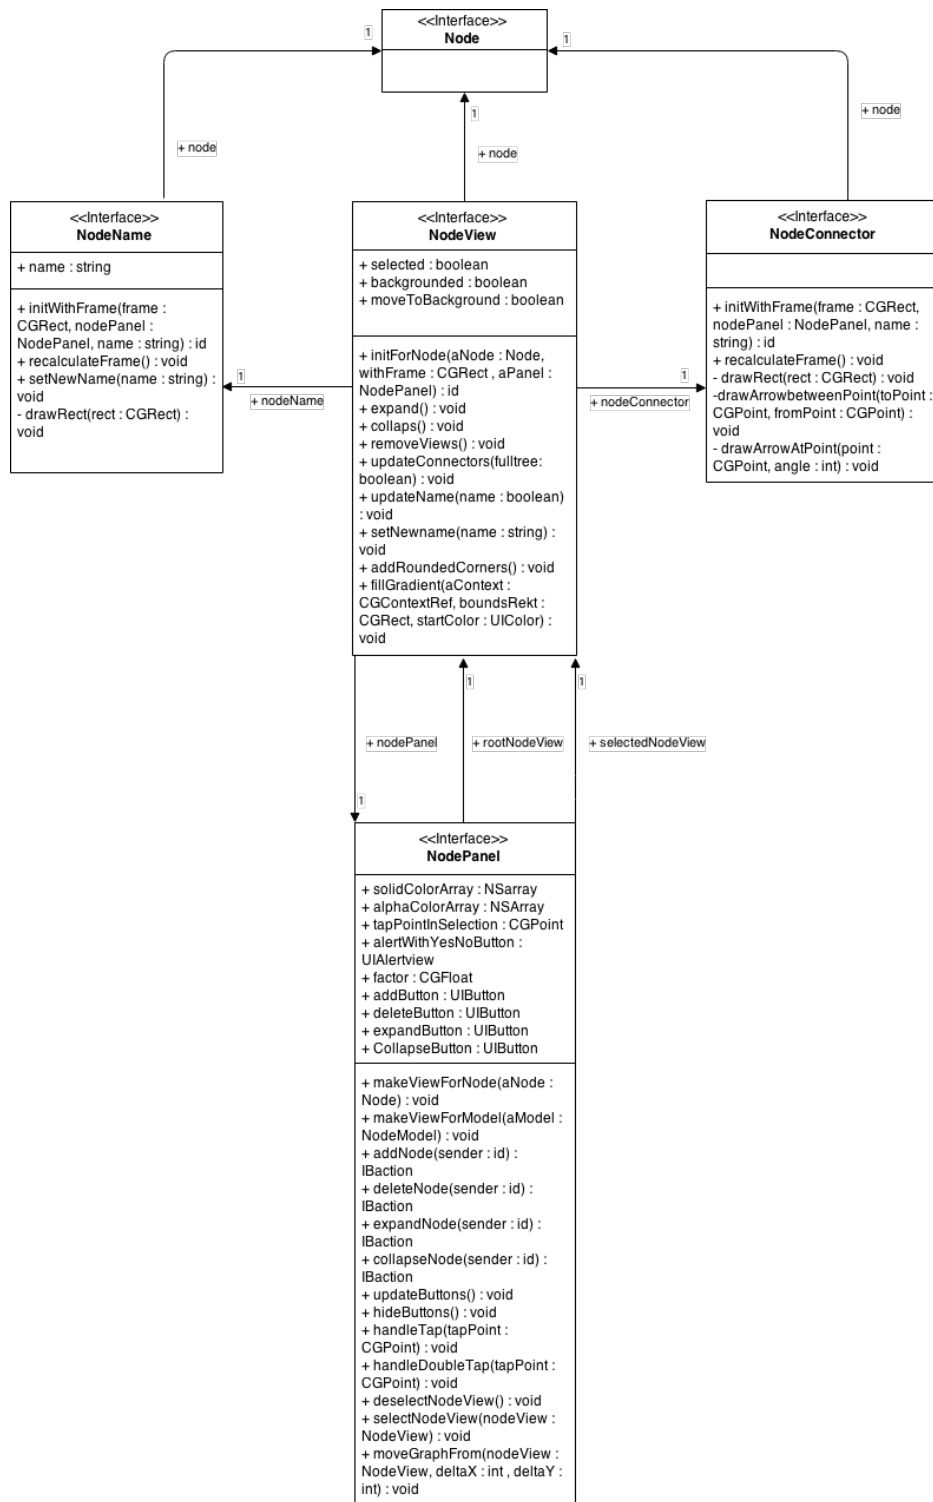 <<Interface>>
Node
1
1
1
+ node
+ node
+ node
<<Interface>>
NodeName
+ name : string
+ initWithFrame(frame :
CGRect, nodePanel :
NodePanel, name : string) : id
+ recalculateFrame() : void
+ setNewName(name : string) :
void
- drawRect(rect : CGRect) :
void
<<Interface>>
NodeView
+ selected : boolean
+ backgrounded : boolean
+ moveToBackground : boolean
+ initForNode(aNode : Node,
withFrame : CGRect , aPanel :
NodePanel) : id
+ expand() : void
+ collaps() : void
+ removeViews() : void
+ updateConnectors(fulltree:
boolean) : void
+ updateName(name : boolean)
: void
+ setNewname(name : string) :
void
+ addRoundedCorners() : void
+ fillGradient(aContext :
CGContextRef, boundsRekt :
CGRect, startColor : UIColor) :
void
<<Interface>>
NodeConnector
+ initWithFrame(frame : CGRect,
nodePanel : NodePanel, name :
string) : id
+ recalculateFrame() : void
- drawRect(rect : CGRect) : void
-drawArrowbetweenPoint(toPoint :
CGPoint, fromPoint : CGPoint) :
void
- drawArrowAtPoint(point :
CGPoint, angle : int) : void
1
+ nodeName
1
+ nodeConnector
1
1
+ nodePanel
+ rootNodeView
+ selectedNodeView
1
<<Interface>>
NodePanel
+ solidColorArray : NSarray
+ alphaColorArray : NSArray
+ tapPointInSelection : CGPoint
+ alertWithYesNoButton :
UIAlertview
+ factor : CGFloat
+ addButton : UIButton
+ deleteButton : UIButton
+ expandButton : UIButton
+ CollapseButton : UIButton
+ makeViewForNode(aNode :
Node) : void
+ makeViewForModel(aModel :
NodeModel) : void
+ addNode(sender : id) :
IBaction
+ deleteNode(sender : id) :
IBaction
+ expandNode(sender : id) :
IBaction
+ collapseNode(sender : id) :
IBaction
+ updateButtons() : void
+ hideButtons() : void
+ handleTap(tapPoint :
CGPoint) : void
+ handleDoubleTap(tapPoint :
CGPoint) : void
+ deselectNodeView() : void
+ selectNodeView(nodeView :
NodeView) : void
+ moveGraphFrom(nodeView :
NodeView, deltaX : int , deltaY :
int) : void